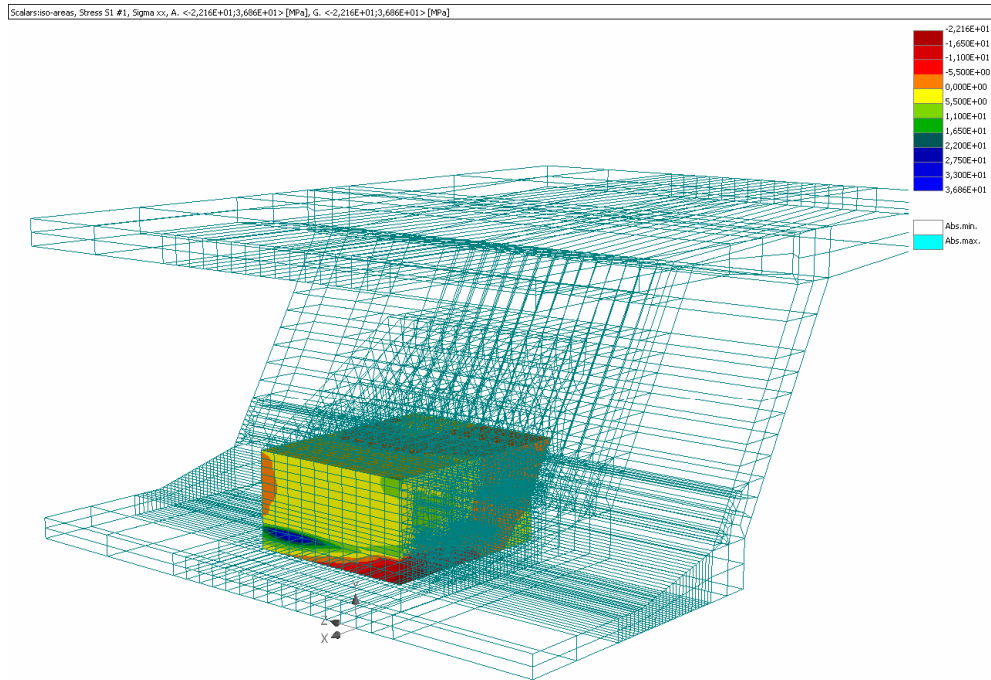 Scalars:iso-areas, Stress S1 #1, Sigma xx, A. <-2,216E+01;3,686E+01> [MPa], G. <-2,216E+01;3,686E+01> [MPa]
-2,216E+01
-1,650E+01
-1,100E+01
-5,500E+00
0,000E+00
5,500E+00
1,100E+01
1,650E+01
2,200E+01
2,750E+01
3,300E+01
3,686E+01
Abs.min.
Abs.max.
Z
X